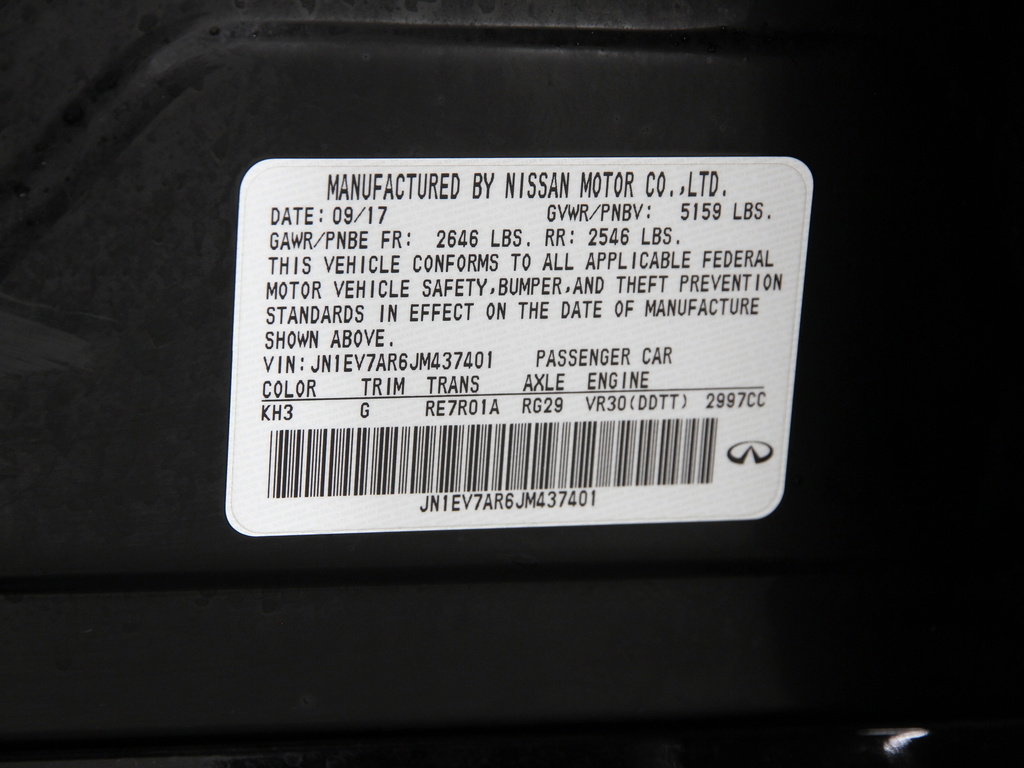 MANUFACTURED BY NISSAN MOTOR CO.,LTD.
DATE: 09/17 GVWR/PNBV: 5159 LBS.
GAWR/PNBE FR: 2646 LBS. RR: 2546 LBS.
THIS VEHICLE CONFORMS TO ALL APPLICABLE FEDERAL
MOTOR VEHICLE SAFETY,BUMPER,AND THEFT PREVENTION
STANDARDS IN EFFECT ON THE DATE OF MANUFACTURE
SHOWN ABOVE.
VIN: JN1EV7AR6JM437401 PASSENGER CAR
COLOR TRIM TRANS AXLE ENGINE
KH3 G RE7R01A RG29 VR30(DDTT) 2997CC
JN1EV7AR6JM437401